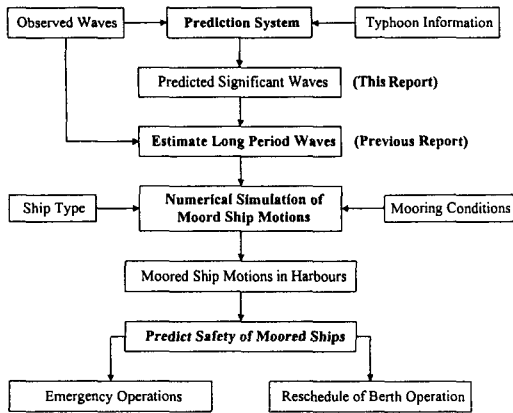 Observed Waves
Prediction System
Typhoon Information
Predicted Significant Waves
(This Report)
Estimate Long Period Waves
(Previous Report)
Ship Type
Numerical Simulation of
Moord Ship Motions
Mooring Conditions
Moored Ship Motions in Harbours
Predict Safety of Moored Ships
Emergency Operations
Reschedule of Berth Operation